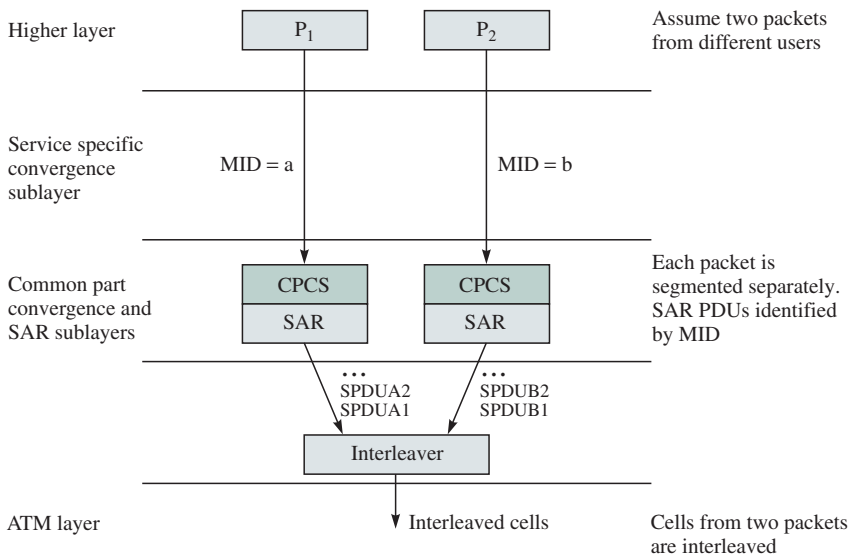 Higher layer
P1
P2
Assume two packets
from different users
Service specific
convergence
sublayer
MID = a
MID = b
Common part
convergence and
SAR sublayers
CPCS
SAR
CPCS
SAR
Each packet is
segmented separately.
SAR PDUs identified
by MID
...
SPDUA2
SPDUA1
...
SPDUB2
SPDUB1
Interleaver
ATM layer
Interleaved cells
Cells from two packets
are interleaved